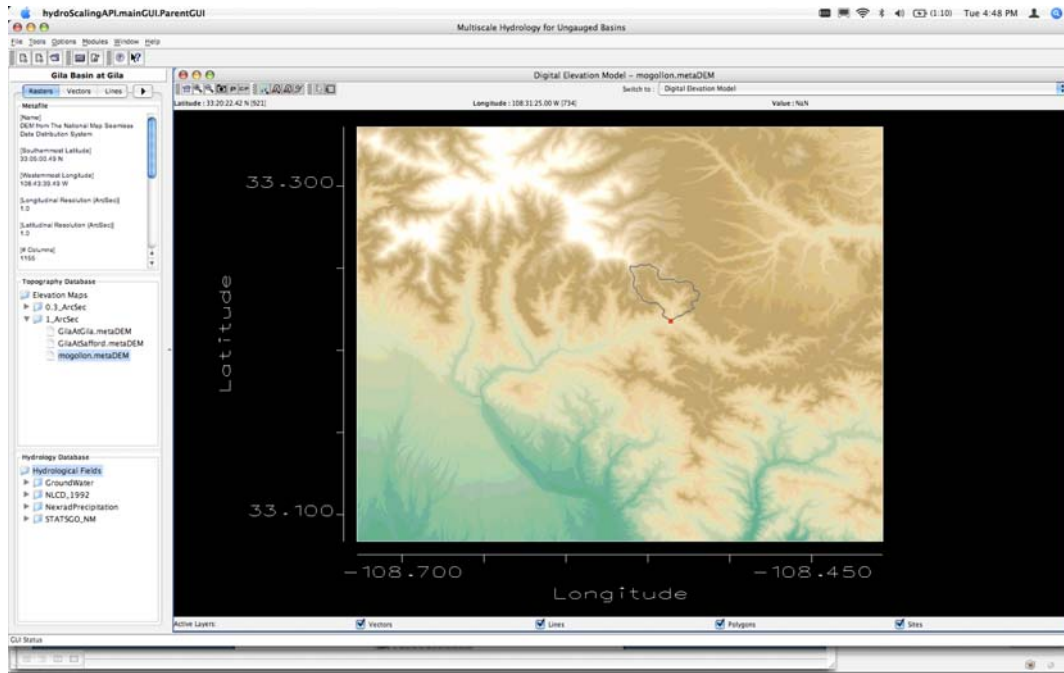 hydroScalingAPI.mainGUI.ParentGUI
(1:10) Tue 4:48 PM
Multiscale Hydrology for Ungauged Basins
File Tools Options Modules Window Help
Gila Basin at Gila
Rasters Vectors Lines
Metafile
[Name]
DEM from The National Map Seamless
Data Distribution System
[Southernmost Latitude]
33:05:00.49 N
[Westernmost Longitude]
108:43:39.49 W
[Longitudinal Resolution (ArcSec)]
1.0
[Latitudinal Resolution (ArcSec)]
1.0
[# Columns]
1155
Topography Database
Elevation Maps
0.3_ArcSec
1_ArcSec
GilaAtGila.metaDEM
GilaAtSafford.metaDEM
mogollon.metaDEM
Hydrology Database
Hydrological Fields
GroundWater
NLCD_1992
NexradPrecipitation
STATSGO_NM
Digital Elevation Model - mogollon.metaDEM
Switch to : Digital Elevation Model
Latitude : 33:20:22.42 N [921] Longitude : 108:31:25.00 W [734] Value : NaN
33.300
Latitude
33.100
-108.700 -108.450
Longitude
Active Layers: Vectors Lines Polygons Sites
GUI Status